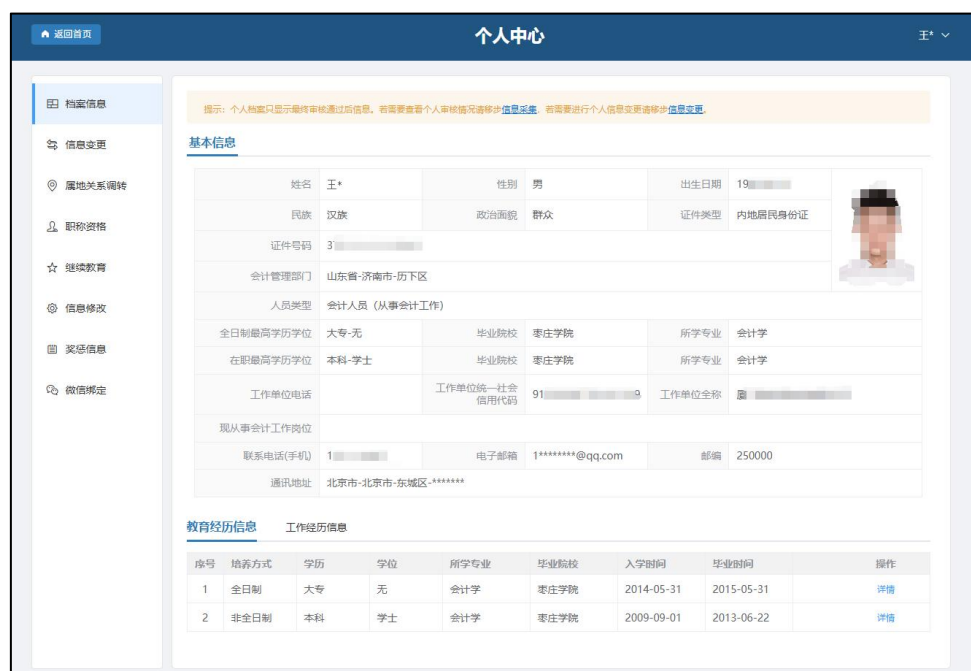 返回首页
个人中心
王*
档案信息
信息变更
属地关系调转
职称资格
继续教育
信息修改
奖惩信息
微信绑定
提示：个人档案只显示最终审核通过后信息。若需要查看个人审核情况请移步信息采集，若需要进行个人信息变更请移步信息变更。
基本信息
姓名 王* 性别 男 出生日期 19
民族 汉族 政治面貌 群众 证件类型 内地居民身份证
证件号码 3
会计管理部门 山东省-济南市-历下区
人员类型 会计人员（从事会计工作）
全日制最高学历学位 大专-无 毕业院校 枣庄学院 所学专业 会计学
在职最高学历学位 本科-学士 毕业院校 枣庄学院 所学专业 会计学
工作单位电话 工作单位统一社会
信用代码 91 9 工作单位全称
现从事会计工作岗位
联系电话(手机) 1 电子邮箱 1********@qq.com 邮编 250000
通讯地址 北京市-北京市-东城区-*******
教育经历信息 工作经历信息
序号 培养方式 学历 学位 所学专业 毕业院校 入学时间 毕业时间 操作
1 全日制 大专 无 会计学 枣庄学院 2014-05-31 2015-05-31 详情
2 非全日制 本科 学士 会计学 枣庄学院 2009-09-01 2013-06-22 详情